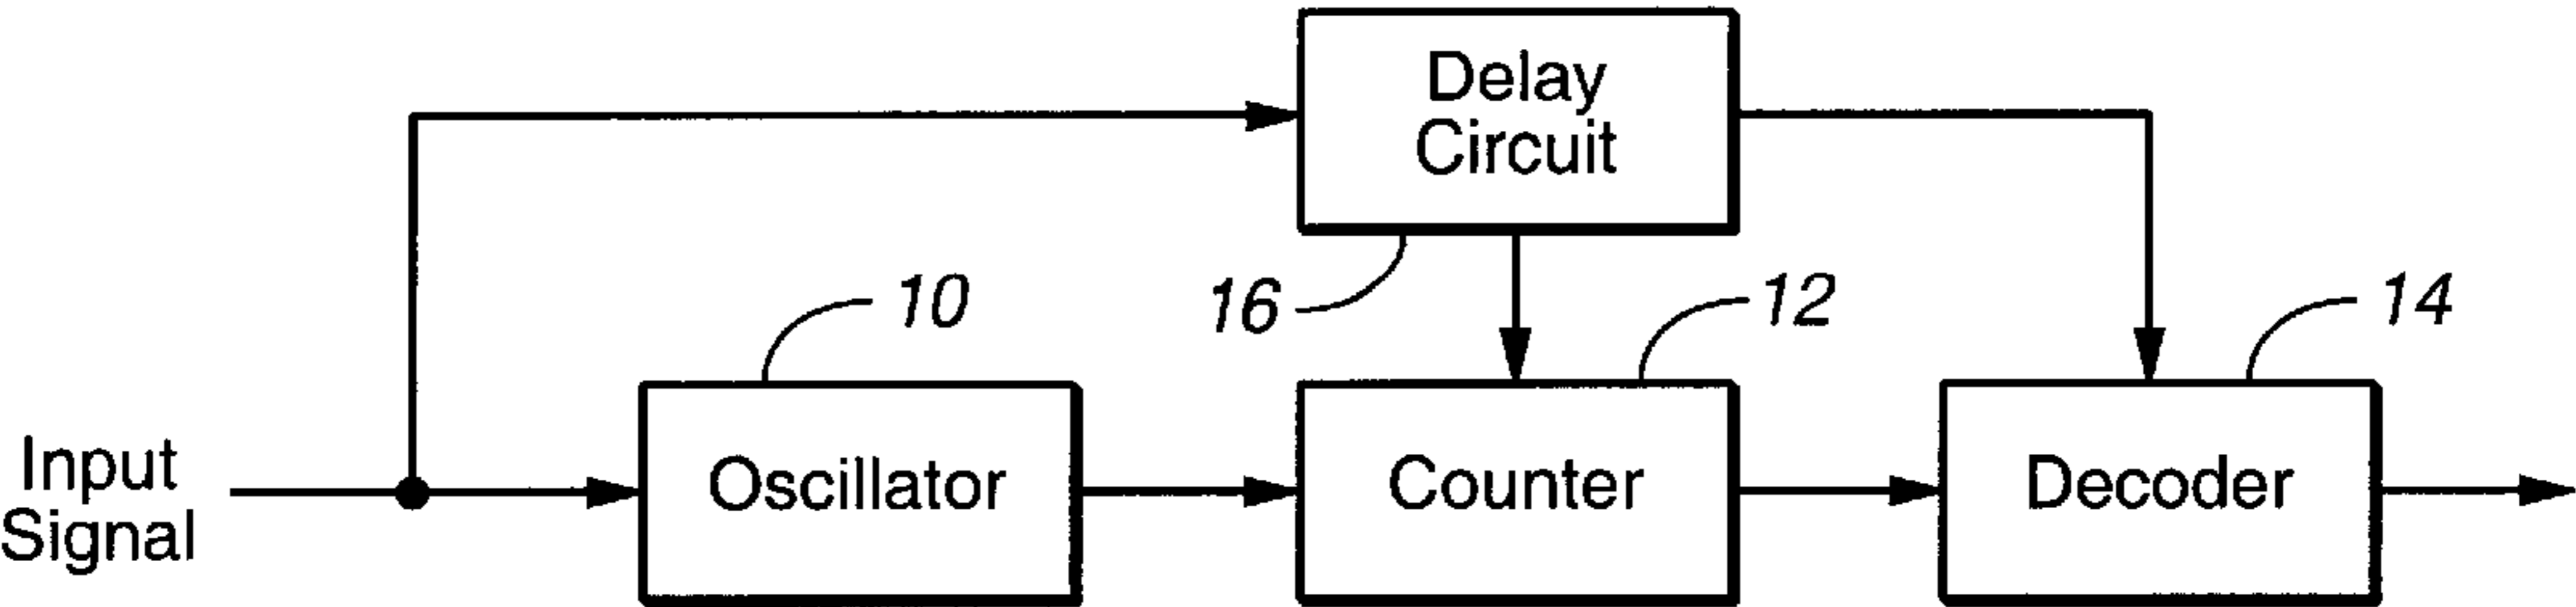 Delay
Circuit
10
16
12
14
Input
Signal
Oscillator
Counter
Decoder